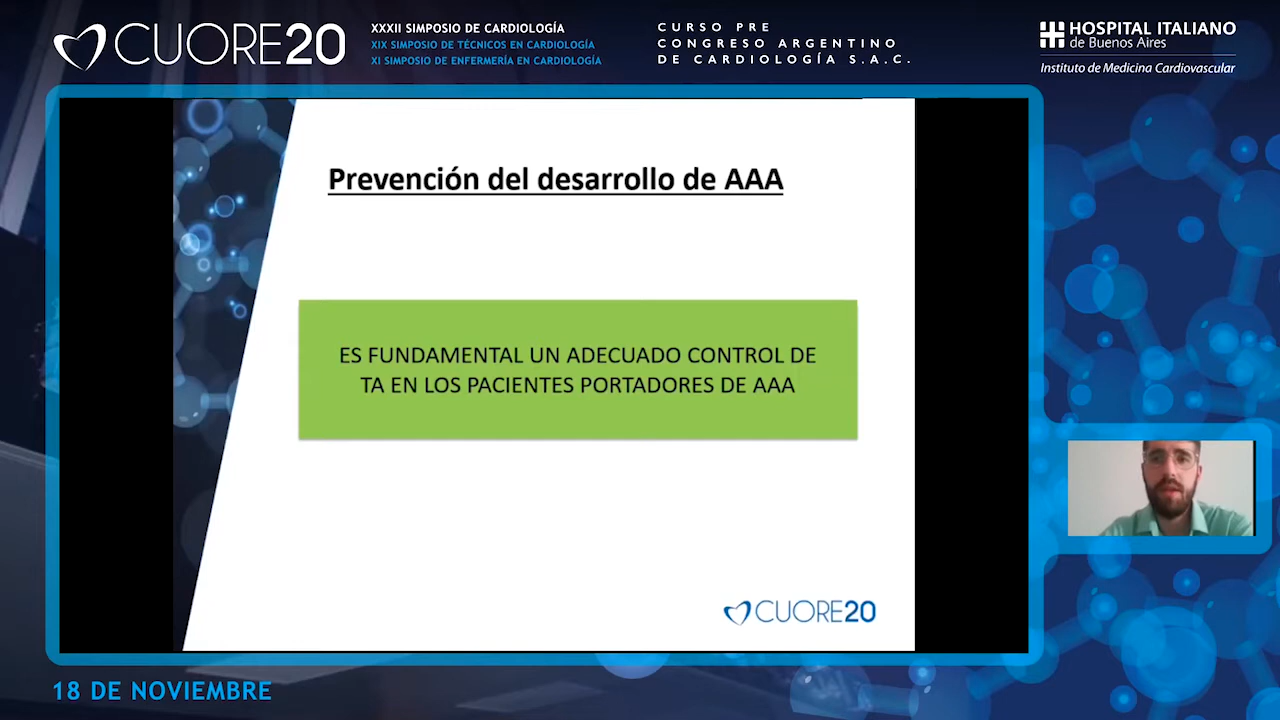 CUORE20
XXXII SIMPOSIO DE CARDIOLOGÍA
XIX SIMPOSIO DE TÉCNICOS EN CARDIOLOGÍA
XI SIMPOSIO DE ENFERMERÍA EN CARDIOLOGÍA
CURSO PRE
CONGRESO ARGENTINO
DE CARDIOLOGÍA S.A.C.
HOSPITAL ITALIANO
de Buenos Aires
Instituto de Medicina Cardiovascular
Prevención del desarrollo de AAA
ES FUNDAMENTAL UN ADECUADO CONTROL DE
TA EN LOS PACIENTES PORTADORES DE AAA
CUORE20
18 DE NOVIEMBRE